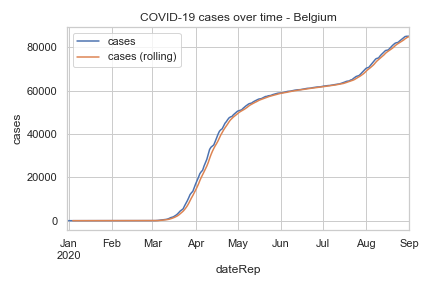 COVID-19 cases over time - Belgium
cases
cases (rolling)
80000
60000
40000
20000
0
cases
Jan Feb Mar Apr May Jun Jul Aug Sep
2020
dateRep